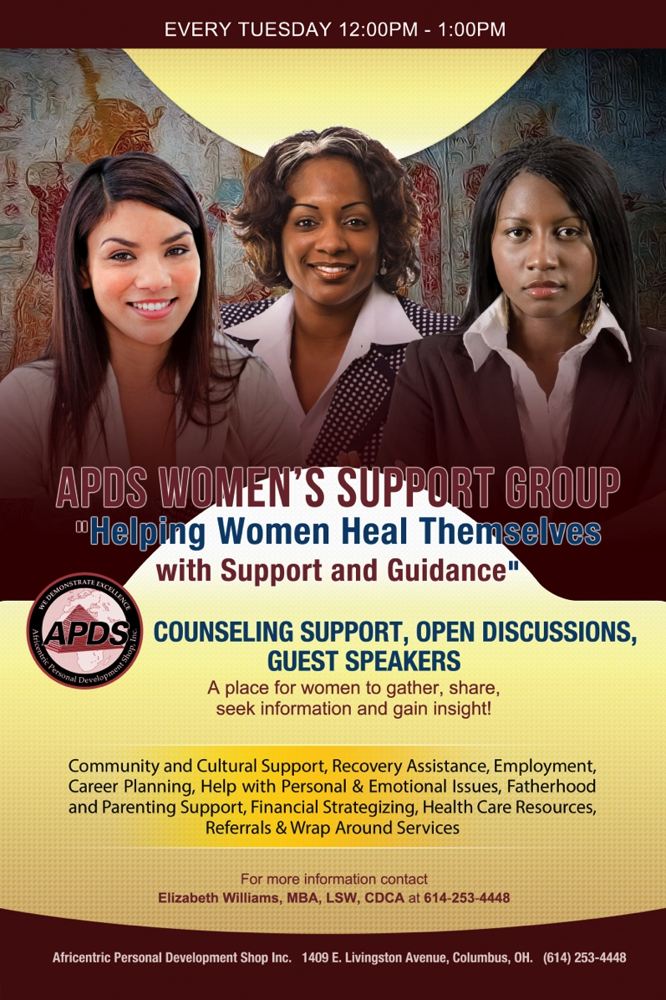 EVERY TUESDAY 12:00PM - 1:00PM
APDS WOMEN'S SUPPORT GROUP
"Helping Women Heal Themselves
with Support and Guidance"
WE DEMONSTRATE EXCELLENCE
APDS
Africentric Personal Development Shop, Inc.
COUNSELING SUPPORT, OPEN DISCUSSIONS,
GUEST SPEAKERS
A place for women to gather, share,
seek information and gain insight!
Community and Cultural Support, Recovery Assistance, Employment,
Career Planning, Help with Personal & Emotional Issues, Fatherhood
and Parenting Support, Financial Strategizing, Health Care Resources,
Referrals & Wrap Around Services
For more information contact
Elizabeth Williams, MBA, LSW, CDCA at 614-253-4448
Africentric Personal Development Shop Inc. 1409 E. Livingston Avenue, Columbus, OH. (614) 253-4448